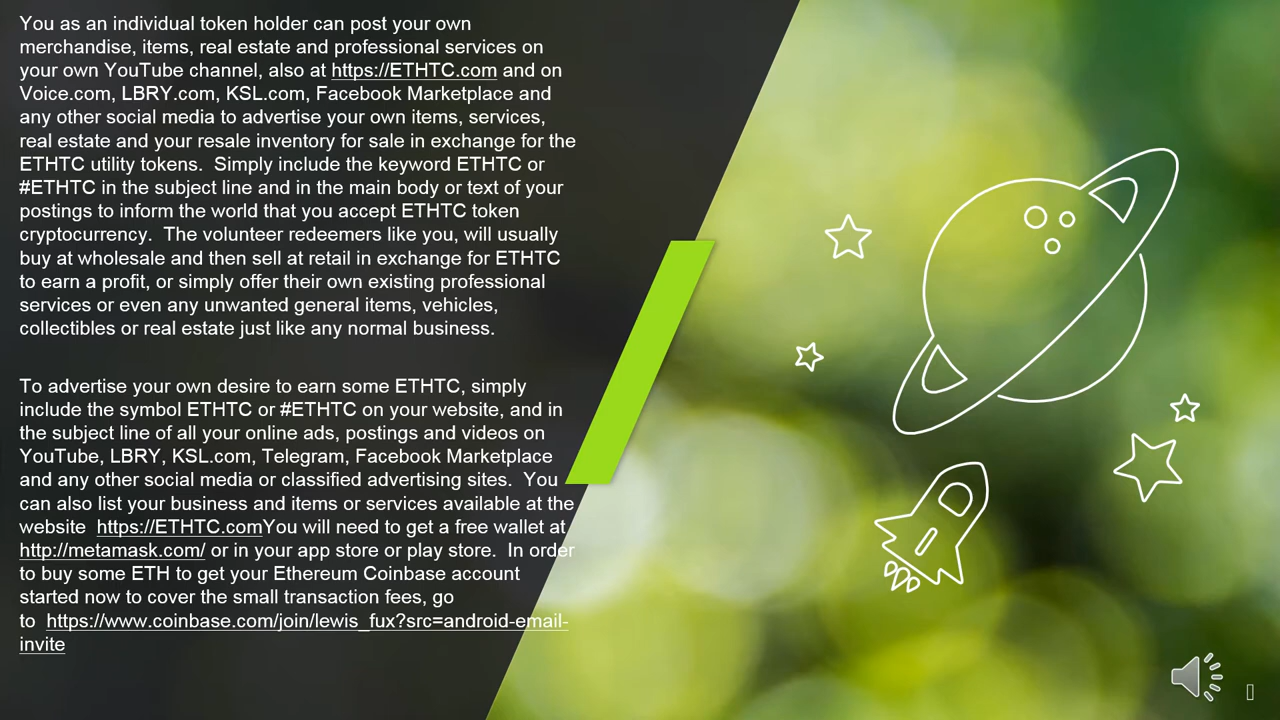 You as an individual token holder can post your own
merchandise, items, real estate and professional services on
your own YouTube channel, also at https://ETHTC.com and on
Voice.com, LBRY.com, KSL.com, Facebook Marketplace and
any other social media to advertise your own items, services,
real estate and your resale inventory for sale in exchange for the
ETHTC utility tokens.  Simply include the keyword ETHTC or
#ETHTC in the subject line and in the main body or text of your
postings to inform the world that you accept ETHTC token
cryptocurrency.  The volunteer redeemers like you, will usually
buy at wholesale and then sell at retail in exchange for ETHTC
to earn a profit, or simply offer their own existing professional
services or even any unwanted general items, vehicles,
collectibles or real estate just like any normal business.
To advertise your own desire to earn some ETHTC, simply
include the symbol ETHTC or #ETHTC on your website, and in
the subject line of all your online ads, postings and videos on
YouTube, LBRY, KSL.com, Telegram, Facebook Marketplace
and any other social media or classified advertising sites.  You
can also list your business and items or services available at the
website  https://ETHTC.comYou will need to get a free wallet at
http://metamask.com/ or in your app store or play store.  In order
to buy some ETH to get your Ethereum Coinbase account
started now to cover the small transaction fees, go
to  https://www.coinbase.com/join/lewis_fux?src=android-email-
invite